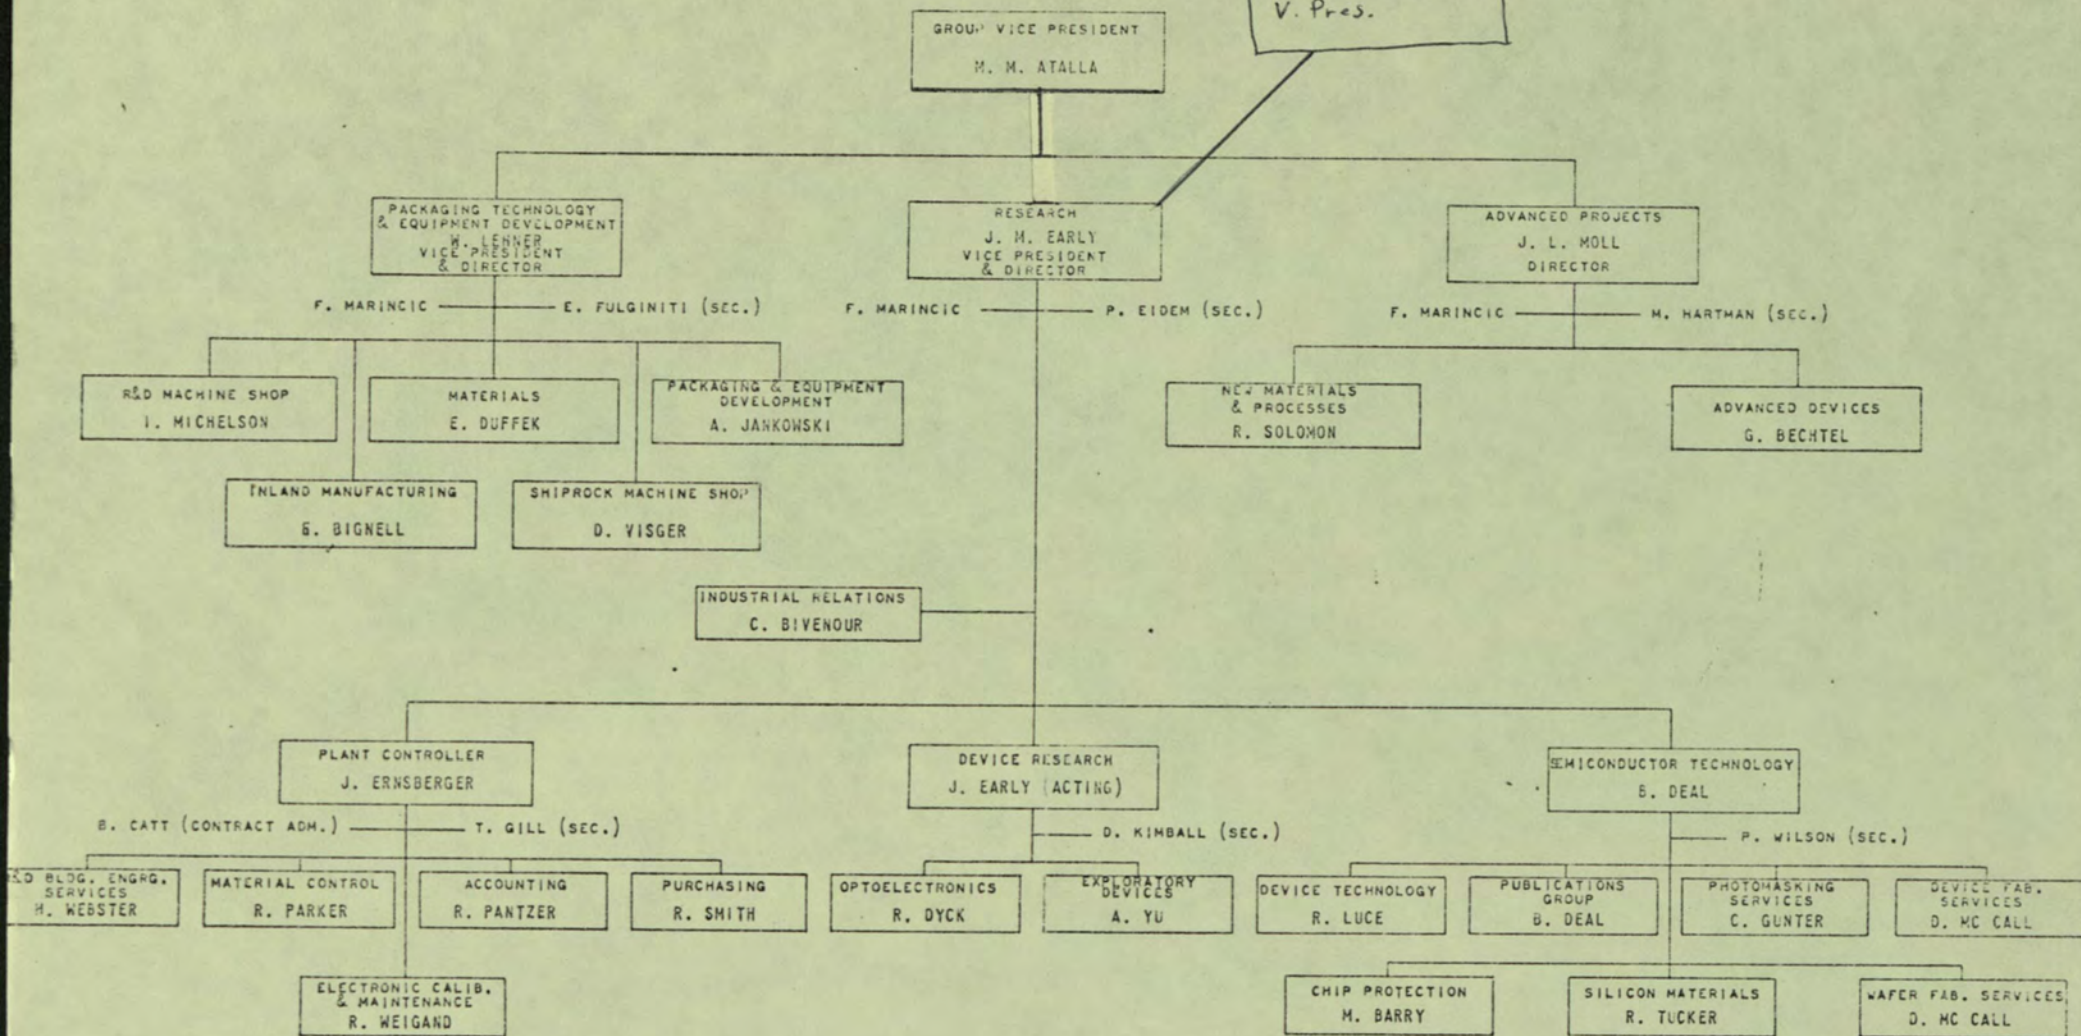 V. Pres.
GROUP VICE PRESIDENT
M. M. ATALLA
PACKAGING TECHNOLOGY
& EQUIPMENT DEVELOPMENT
W. LEHNER
VICE PRESIDENT
& DIRECTOR
RESEARCH
J. M. EARLY
VICE PRESIDENT
& DIRECTOR
ADVANCED PROJECTS
J. L. MOLL
DIRECTOR
F. MARINCIC
E. FULGINITI (SEC.)
F. MARINCIC
P. EIDEM (SEC.)
F. MARINCIC
M. HARTMAN (SEC.)
R&D MACHINE SHOP
I. MICHELSON
MATERIALS
E. DUFFEK
PACKAGING & EQUIPMENT
DEVELOPMENT
A. JANKOWSKI
NEW MATERIALS
& PROCESSES
R. SOLOMON
ADVANCED DEVICES
G. BECHTEL
INLAND MANUFACTURING
BIGNELL
SHIPROCK MACHINE SHOP
D. VISGER
INDUSTRIAL RELATIONS
C. BIVENOUR
PLANT CONTROLLER
J. ERNSBERGER
DEVICE RESEARCH
J. EARLY (ACTING)
SEMICONDUCTOR TECHNOLOGY
B. DEAL
B. CATT (CONTRACT ADM.)
T. GILL (SEC.)
D. KIMBALL (SEC.)
P. WILSON (SEC.)
R&D BLDG. ENGRG.
SERVICES
H. WEBSTER
MATERIAL CONTROL
R. PARKER
ACCOUNTING
R. PANTZER
PURCHASING
R. SMITH
OPTOELECTRONICS
R. DYCK
EXPLORATORY
DEVICES
A. YU
DEVICE TECHNOLOGY
R. LUCE
PUBLICATIONS
GROUP
B. DEAL
PHOTOMASKING
SERVICES
C. GUNTER
DEVICE FAB.
SERVICES
D. MC CALL
ELECTRONIC CALIB.
& MAINTENANCE
R. WEIGAND
CHIP PROTECTION
M. BARRY
SILICON MATERIALS
R. TUCKER
WAFER FAB. SERVICES
D. MC CALL